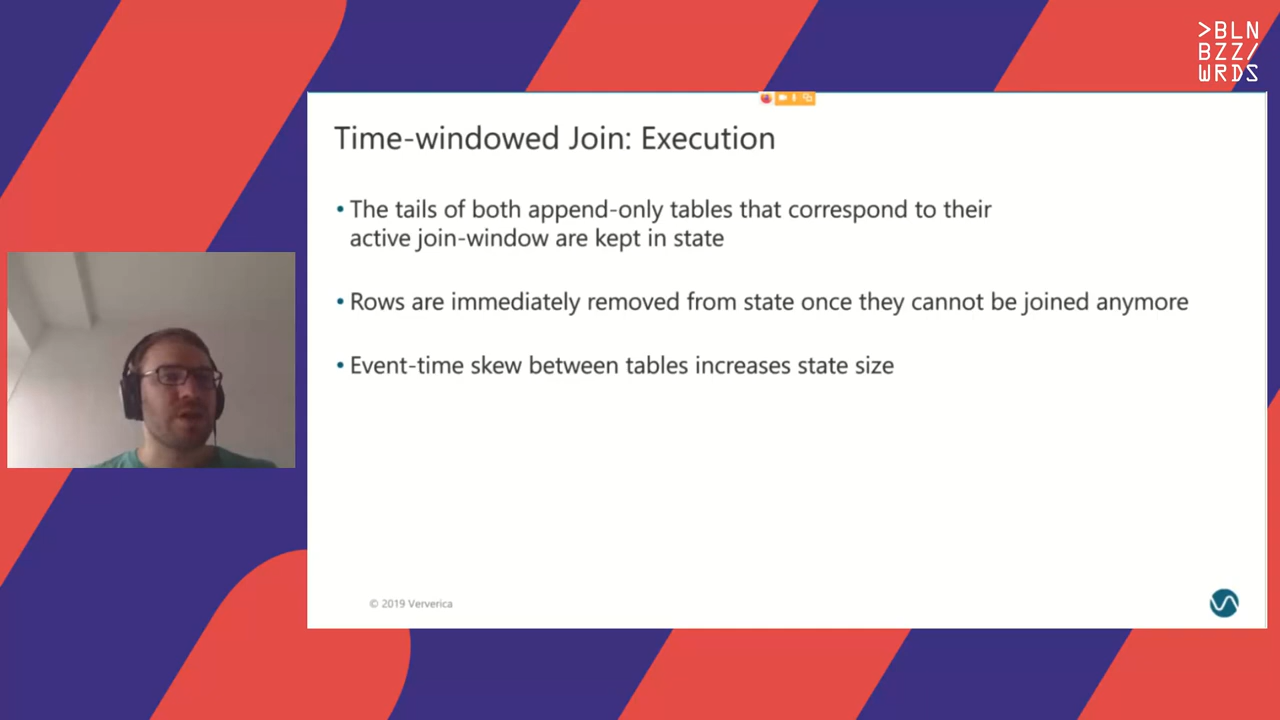 >BLN
BZZ/
WRDS
Time-windowed Join: Execution
• The tails of both append-only tables that correspond to their
active join-window are kept in state
• Rows are immediately removed from state once they cannot be joined anymore
• Event-time skew between tables increases state size
© 2019 Ververica